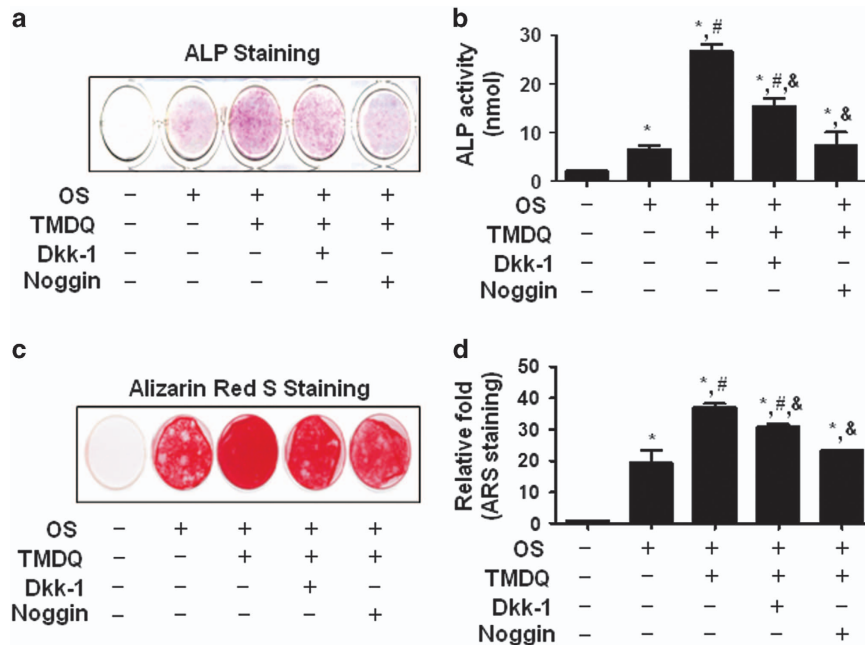 a
ALP Staining
OS – + + + +
TMDQ – – + + +
Dkk-1 – – – + –
Noggin – – – – +
b
ALP activity
(nmol)
30
20
10
0
*
*,#
*,#,&
*,&
OS – + + + +
TMDQ – – + + +
Dkk-1 – – – + –
Noggin – – – – +
c
Alizarin Red S Staining
OS – + + + +
TMDQ – – + + +
Dkk-1 – – – + –
Noggin – – – – +
d
Relative fold
(ARS staining)
50
40
30
20
10
0
*
*,#
*,#,&
*,&
OS – + + + +
TMDQ – – + + +
Dkk-1 – – – + –
Noggin – – – – +